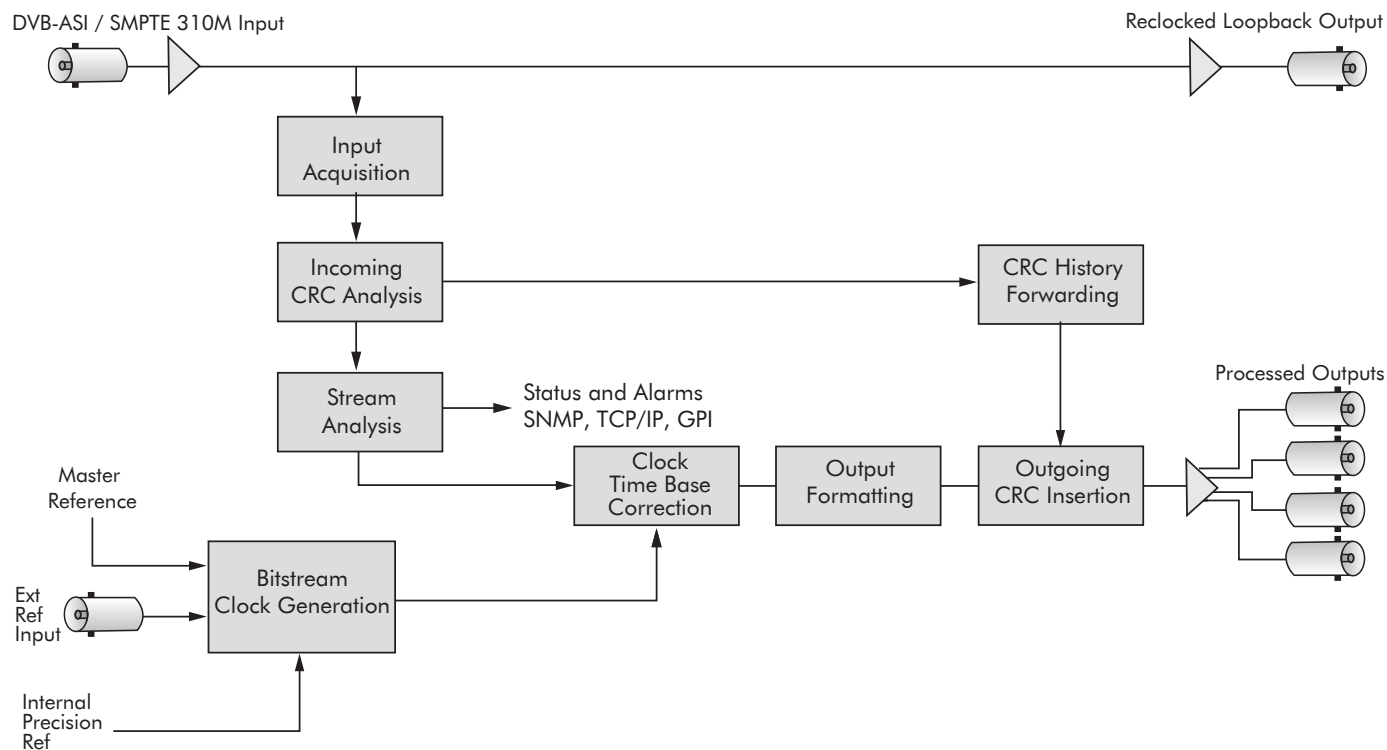 DVB-ASI / SMPTE 310M Input
Reclocked Loopback Output
Input
Acquisition
Incoming
CRC Analysis
CRC History
Forwarding
Stream
Analysis
Status and Alarms
SNMP, TCP/IP, GPI
Processed Outputs
Clock
Time Base
Correction
Output
Formatting
Outgoing
CRC Insertion
Master
Reference
Bitstream
Clock Generation
Ext
Ref
Input
Internal
Precision
Ref